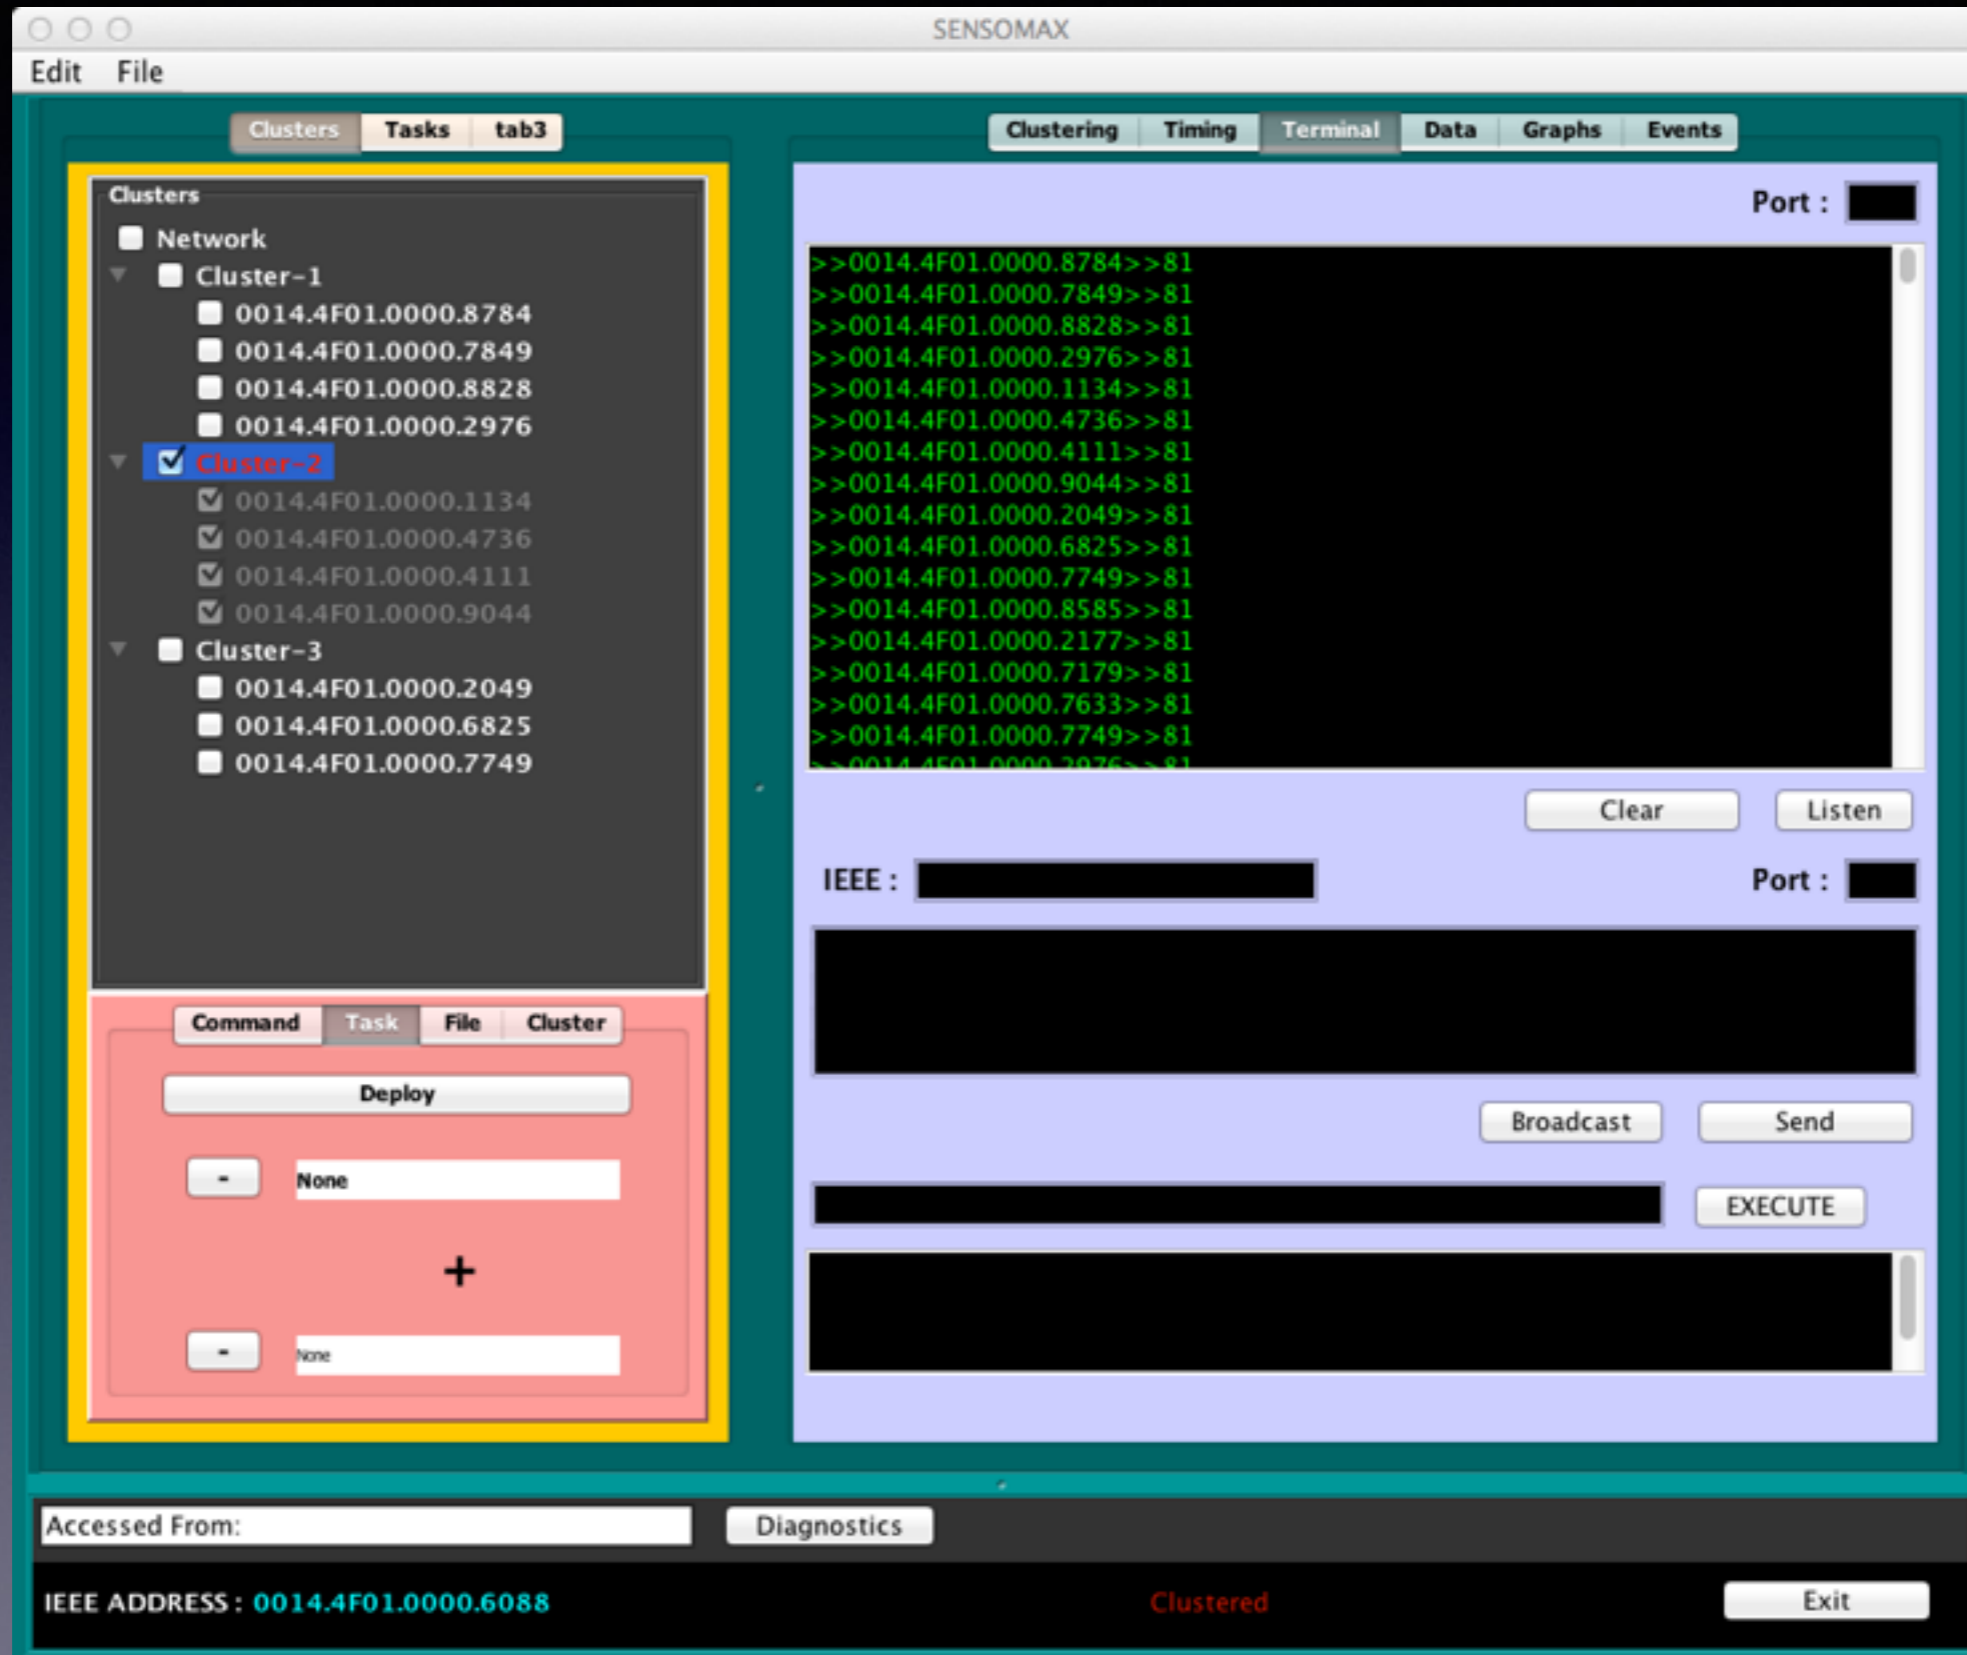 SENSOMAX
Edit File
Clusters Tasks tab3
Clusters
Network
Cluster-1
0014.4F01.0000.8784
0014.4F01.0000.7849
0014.4F01.0000.8828
0014.4F01.0000.2976
Cluster-2
0014.4F01.0000.1134
0014.4F01.0000.4736
0014.4F01.0000.4111
0014.4F01.0000.9044
Cluster-3
0014.4F01.0000.2049
0014.4F01.0000.6825
0014.4F01.0000.7749
Command Task File Cluster
Deploy
- None
+
- None
Clustering Timing Terminal Data Graphs Events
Port :
>>0014.4F01.0000.8784>>81
>>0014.4F01.0000.7849>>81
>>0014.4F01.0000.8828>>81
>>0014.4F01.0000.2976>>81
>>0014.4F01.0000.1134>>81
>>0014.4F01.0000.4736>>81
>>0014.4F01.0000.4111>>81
>>0014.4F01.0000.9044>>81
>>0014.4F01.0000.2049>>81
>>0014.4F01.0000.6825>>81
>>0014.4F01.0000.7749>>81
>>0014.4F01.0000.8585>>81
>>0014.4F01.0000.2177>>81
>>0014.4F01.0000.7179>>81
>>0014.4F01.0000.7633>>81
>>0014.4F01.0000.7749>>81
>>0014.4F01.0000.2976>>81
Clear Listen
IEEE : Port :
Broadcast Send
EXECUTE
Accessed From: Diagnostics
IEEE ADDRESS : 0014.4F01.0000.6088 Clustered Exit